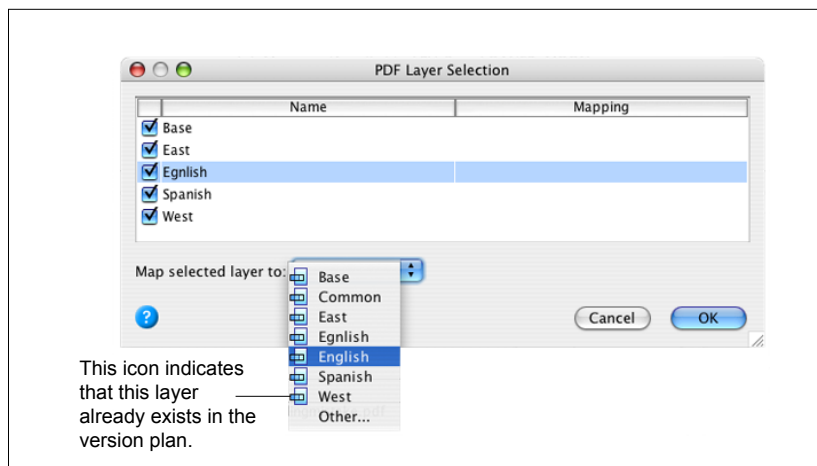 PDF Layer Selection
Name Mapping
Base
East
Egnlish
Spanish
West
Map selected layer to:
Base
Common
East
Egnlish
English
Spanish
West
Other...
?
Cancel OK
This icon indicates
that this layer
already exists in the
version plan.